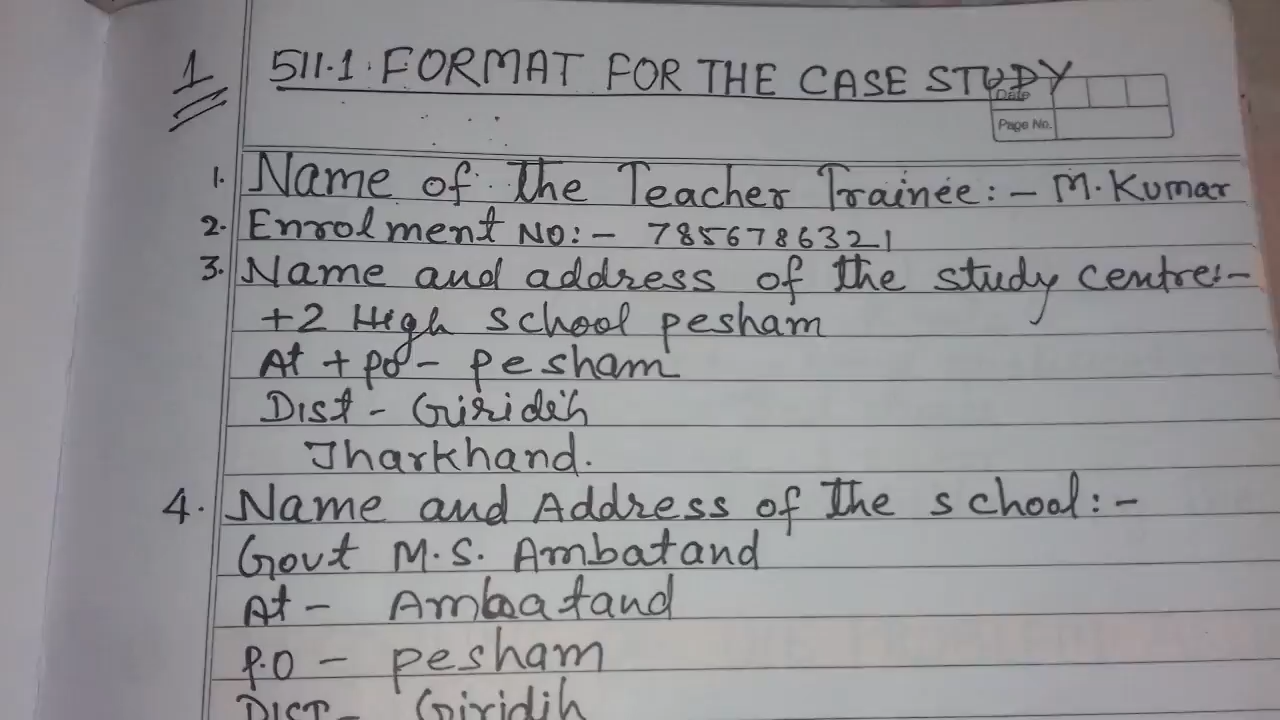 1 511.1. FORMAT FOR THE CASE STUDY
Date
Page No.
1. Name of the Teacher Trainee:- M.Kumar
2. Enrolment No:- 7856786321
3. Name and address of the study centre:-
+2 High school pesham
At + po - pesham
Dist - Giridih
Jharkhand.
4. Name and Address of the school:-
Govt M.S. Ambatand
At - Ambatand
P.O - pesham
DIST - Giridih